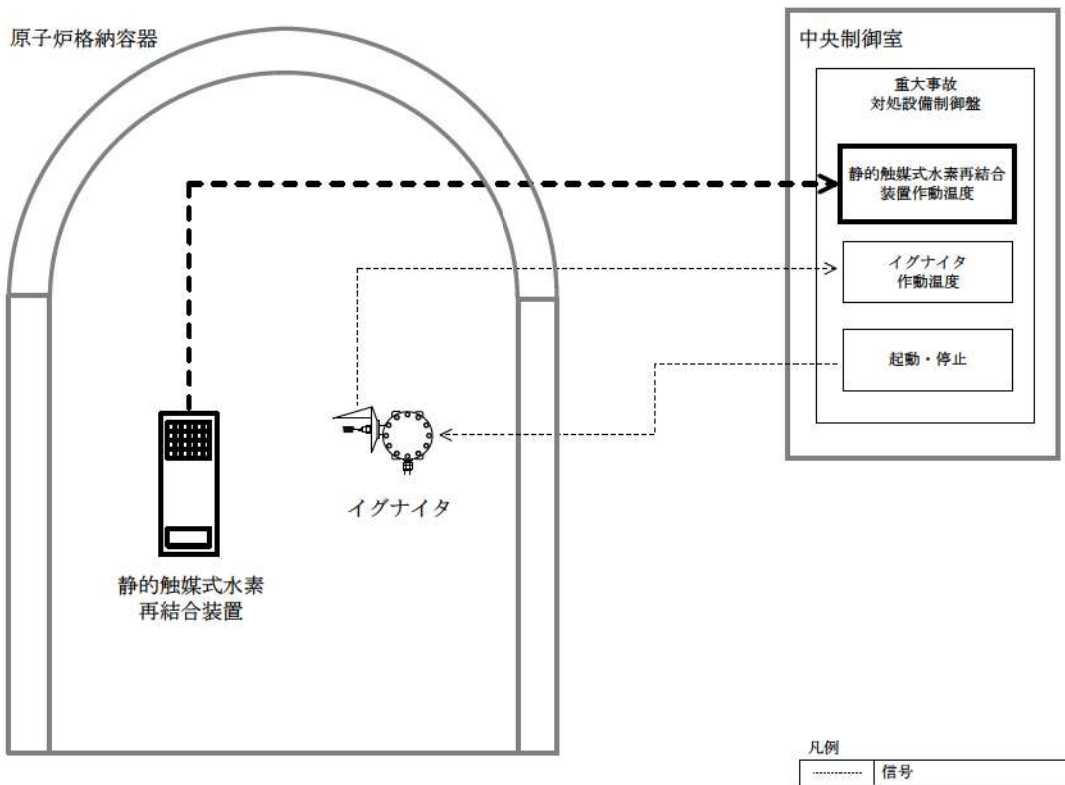 原子炉格納容器
中央制御室
重大事故
対処設備制御盤
静的触媒式水素再結合
装置作動温度
イグナイタ
作動温度
起動・停止
イグナイタ
静的触媒式水素
再結合装置
凡例
信号